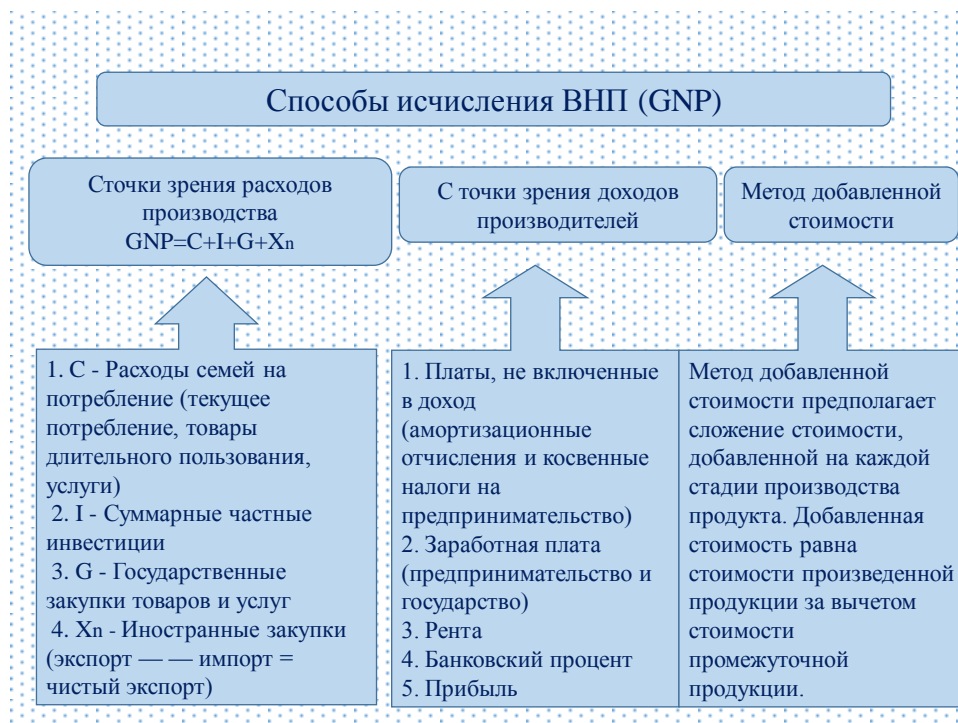 Способы исчисления ВНП (GNP)
Сточки зрения расходов
производства
GNP=C+I+G+Xn
С точки зрения доходов
производителей
Метод добавленной
стоимости
1. С - Расходы семей на
потребление (текущее
потребление, товары
длительного пользования,
услуги)
2. I - Суммарные частные
инвестиции
3. G - Государственные
закупки товаров и услуг
4. Xn - Иностранные закупки
(экспорт — — импорт =
чистый экспорт)
1. Платы, не включенные
в доход
(амортизационные
отчисления и косвенные
налоги на
предпринимательство)
2. Заработная плата
(предпринимательство и
государство)
3. Рента
4. Банковский процент
5. Прибыль
Метод добавленной
стоимости предполагает
сложение стоимости,
добавленной на каждой
стадии производства
продукта. Добавленная
стоимость равна
стоимости произведенной
продукции за вычетом
стоимости
промежуточной
продукции.